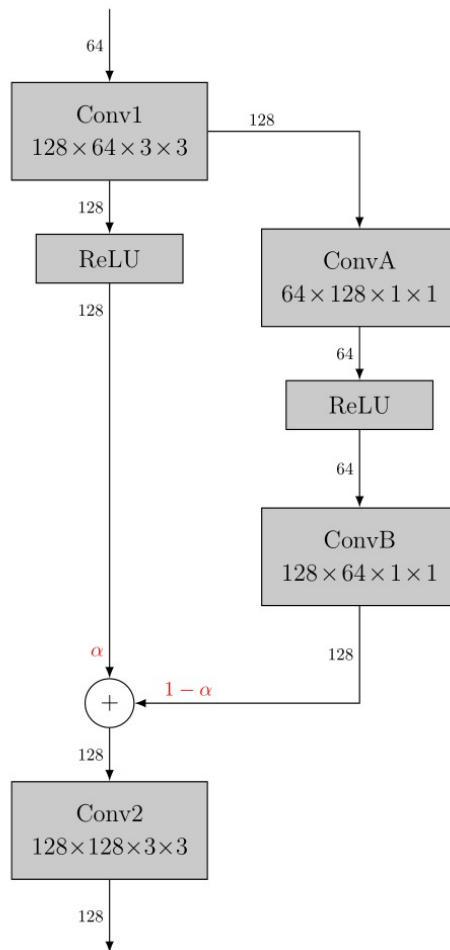 64
Conv1
128×64×3×3
128
128
ReLU
128
ConvA
64×128×1×1
64
ReLU
64
ConvB
128×64×1×1
128
α
1 − α
+
128
Conv2
128×128×3×3
128